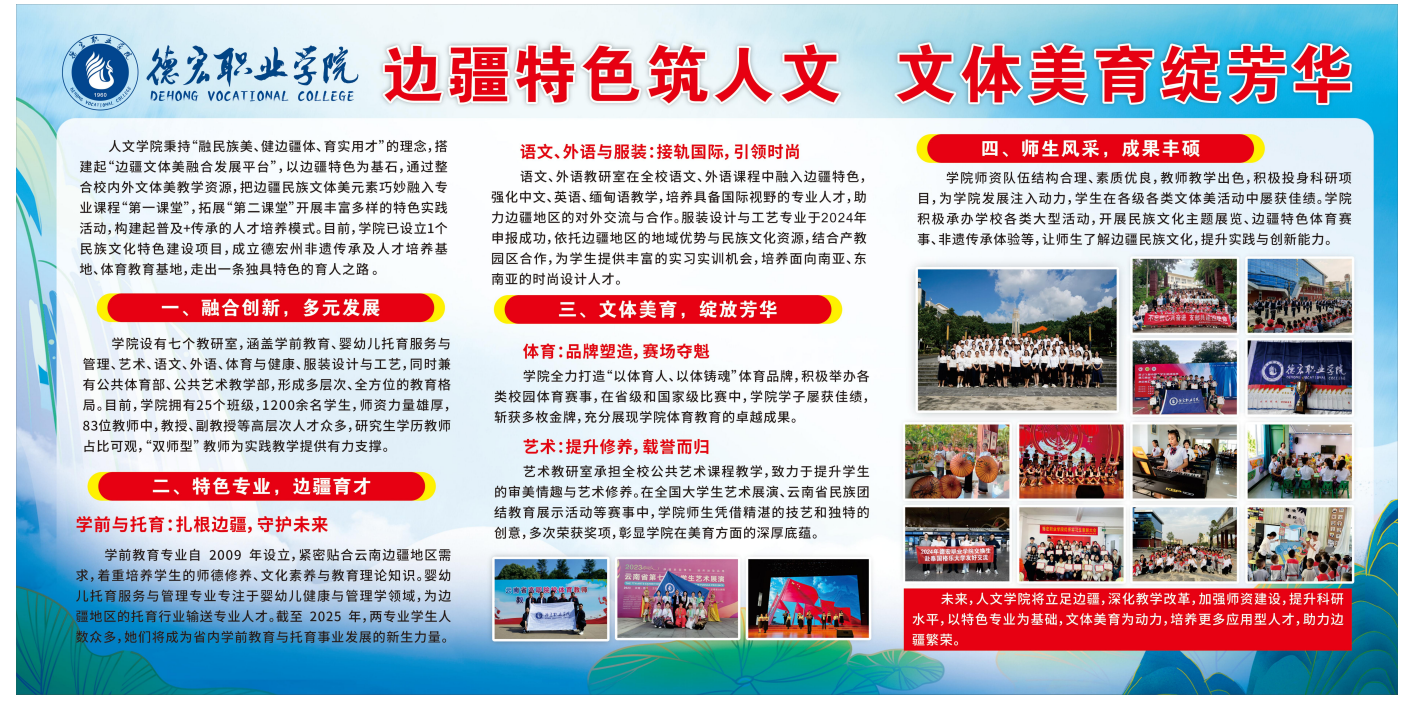 德宏职业学院
DEHONG VOCATIONAL COLLEGE
1960
边疆特色筑人文 文体美育绽芳华
人文学院秉持“融民族美、健边疆体、育实用才”的理念，搭
建起“边疆文体美融合发展平台”，以边疆特色为基石，通过整
合校内外文体美教学资源，把边疆民族文体美元素巧妙融入专
业课程“第一课堂”，拓展“第二课堂”开展丰富多样的特色实践
活动，构建起普及+传承的人才培养模式。目前，学院已设立1个
民族文化特色建设项目，成立德宏州非遗传承及人才培养基
地、体育教育基地，走出一条独具特色的育人之路。
一、融合创新，多元发展
学院设有七个教研室，涵盖学前教育、婴幼儿托育服务与
管理、艺术、语文、外语、体育与健康、服装设计与工艺，同时兼
有公共体育部、公共艺术教学部，形成多层次、全方位的教育格
局。目前，学院拥有25个班级，1200余名学生，师资力量雄厚，
83位教师中，教授、副教授等高层次人才众多，研究生学历教师
占比可观，“双师型” 教师为实践教学提供有力支撑。
二、特色专业，边疆育才
学前与托育：扎根边疆，守护未来
学前教育专业自 2009 年设立，紧密贴合云南边疆地区需
求，着重培养学生的师德修养、文化素养与教育理论知识。婴幼
儿托育服务与管理专业专注于婴幼儿健康与管理学领域，为边
疆地区的托育行业输送专业人才。截至 2025 年，两专业学生人
数众多，她们将成为省内学前教育与托育事业发展的新生力量。
语文、外语与服装：接轨国际，引领时尚
语文、外语教研室在全校语文、外语课程中融入边疆特色，
强化中文、英语、缅甸语教学，培养具备国际视野的专业人才，助
力边疆地区的对外交流与合作。服装设计与工艺专业于2024年
申报成功，依托边疆地区的地域优势与民族文化资源，结合产教
园区合作，为学生提供丰富的实习实训机会，培养面向南亚、东
南亚的时尚设计人才。
三、文体美育，绽放芳华
体育：品牌塑造，赛场夺魁
学院全力打造“以体育人、以体铸魂”体育品牌，积极举办各
类校园体育赛事，在省级和国家级比赛中，学院学子屡获佳绩，
斩获多枚金牌，充分展现学院体育教育的卓越成果。
艺术：提升修养，载誉而归
艺术教研室承担全校公共艺术课程教学，致力于提升学生
的审美情趣与艺术修养。在全国大学生艺术展演、云南省民族团
结教育展示活动等赛事中，学院师生凭借精湛的技艺和独特的
创意，多次荣获奖项，彰显学院在美育方面的深厚底蕴。
四、师生风采，成果丰硕
学院师资队伍结构合理、素质优良，教师教学出色，积极投身科研项
目，为学院发展注入动力，学生在各级各类文体美活动中屡获佳绩。学院
积极承办学校各类大型活动，开展民族文化主题展览、边疆特色体育赛
事、非遗传承体验等，让师生了解边疆民族文化，提升实践与创新能力。
德宏职业学院
2024年德宏职业学院交换生
未来，人文学院将立足边疆，深化教学改革，加强师资建设，提升科研
水平，以特色专业为基础，文体美育为动力，培养更多应用型人才，助力边
疆繁荣。